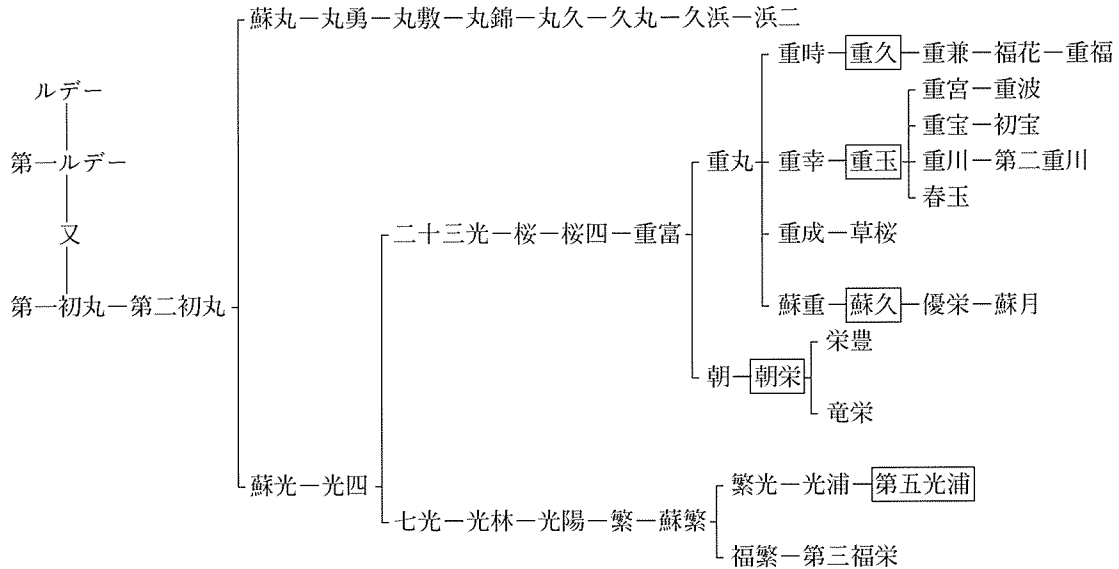 蘇丸－丸勇－丸敷－丸錦－丸久－久丸－久浜－浜二
重時－重久－重兼－福花－重福
ルデー
重宮－重波
重宝－初宝
第一ルデー
重丸
重幸－重玉
重川－第二重川
春玉
又
二十三光－桜－桜四－重富
重成－草桜
第一初丸－第二初丸
蘇重－蘇久－優栄－蘇月
栄豊
朝－朝栄
竜栄
蘇光－光四
繁光－光浦－第五光浦
七光－光林－光陽－繁－蘇繁
福繁－第三福栄